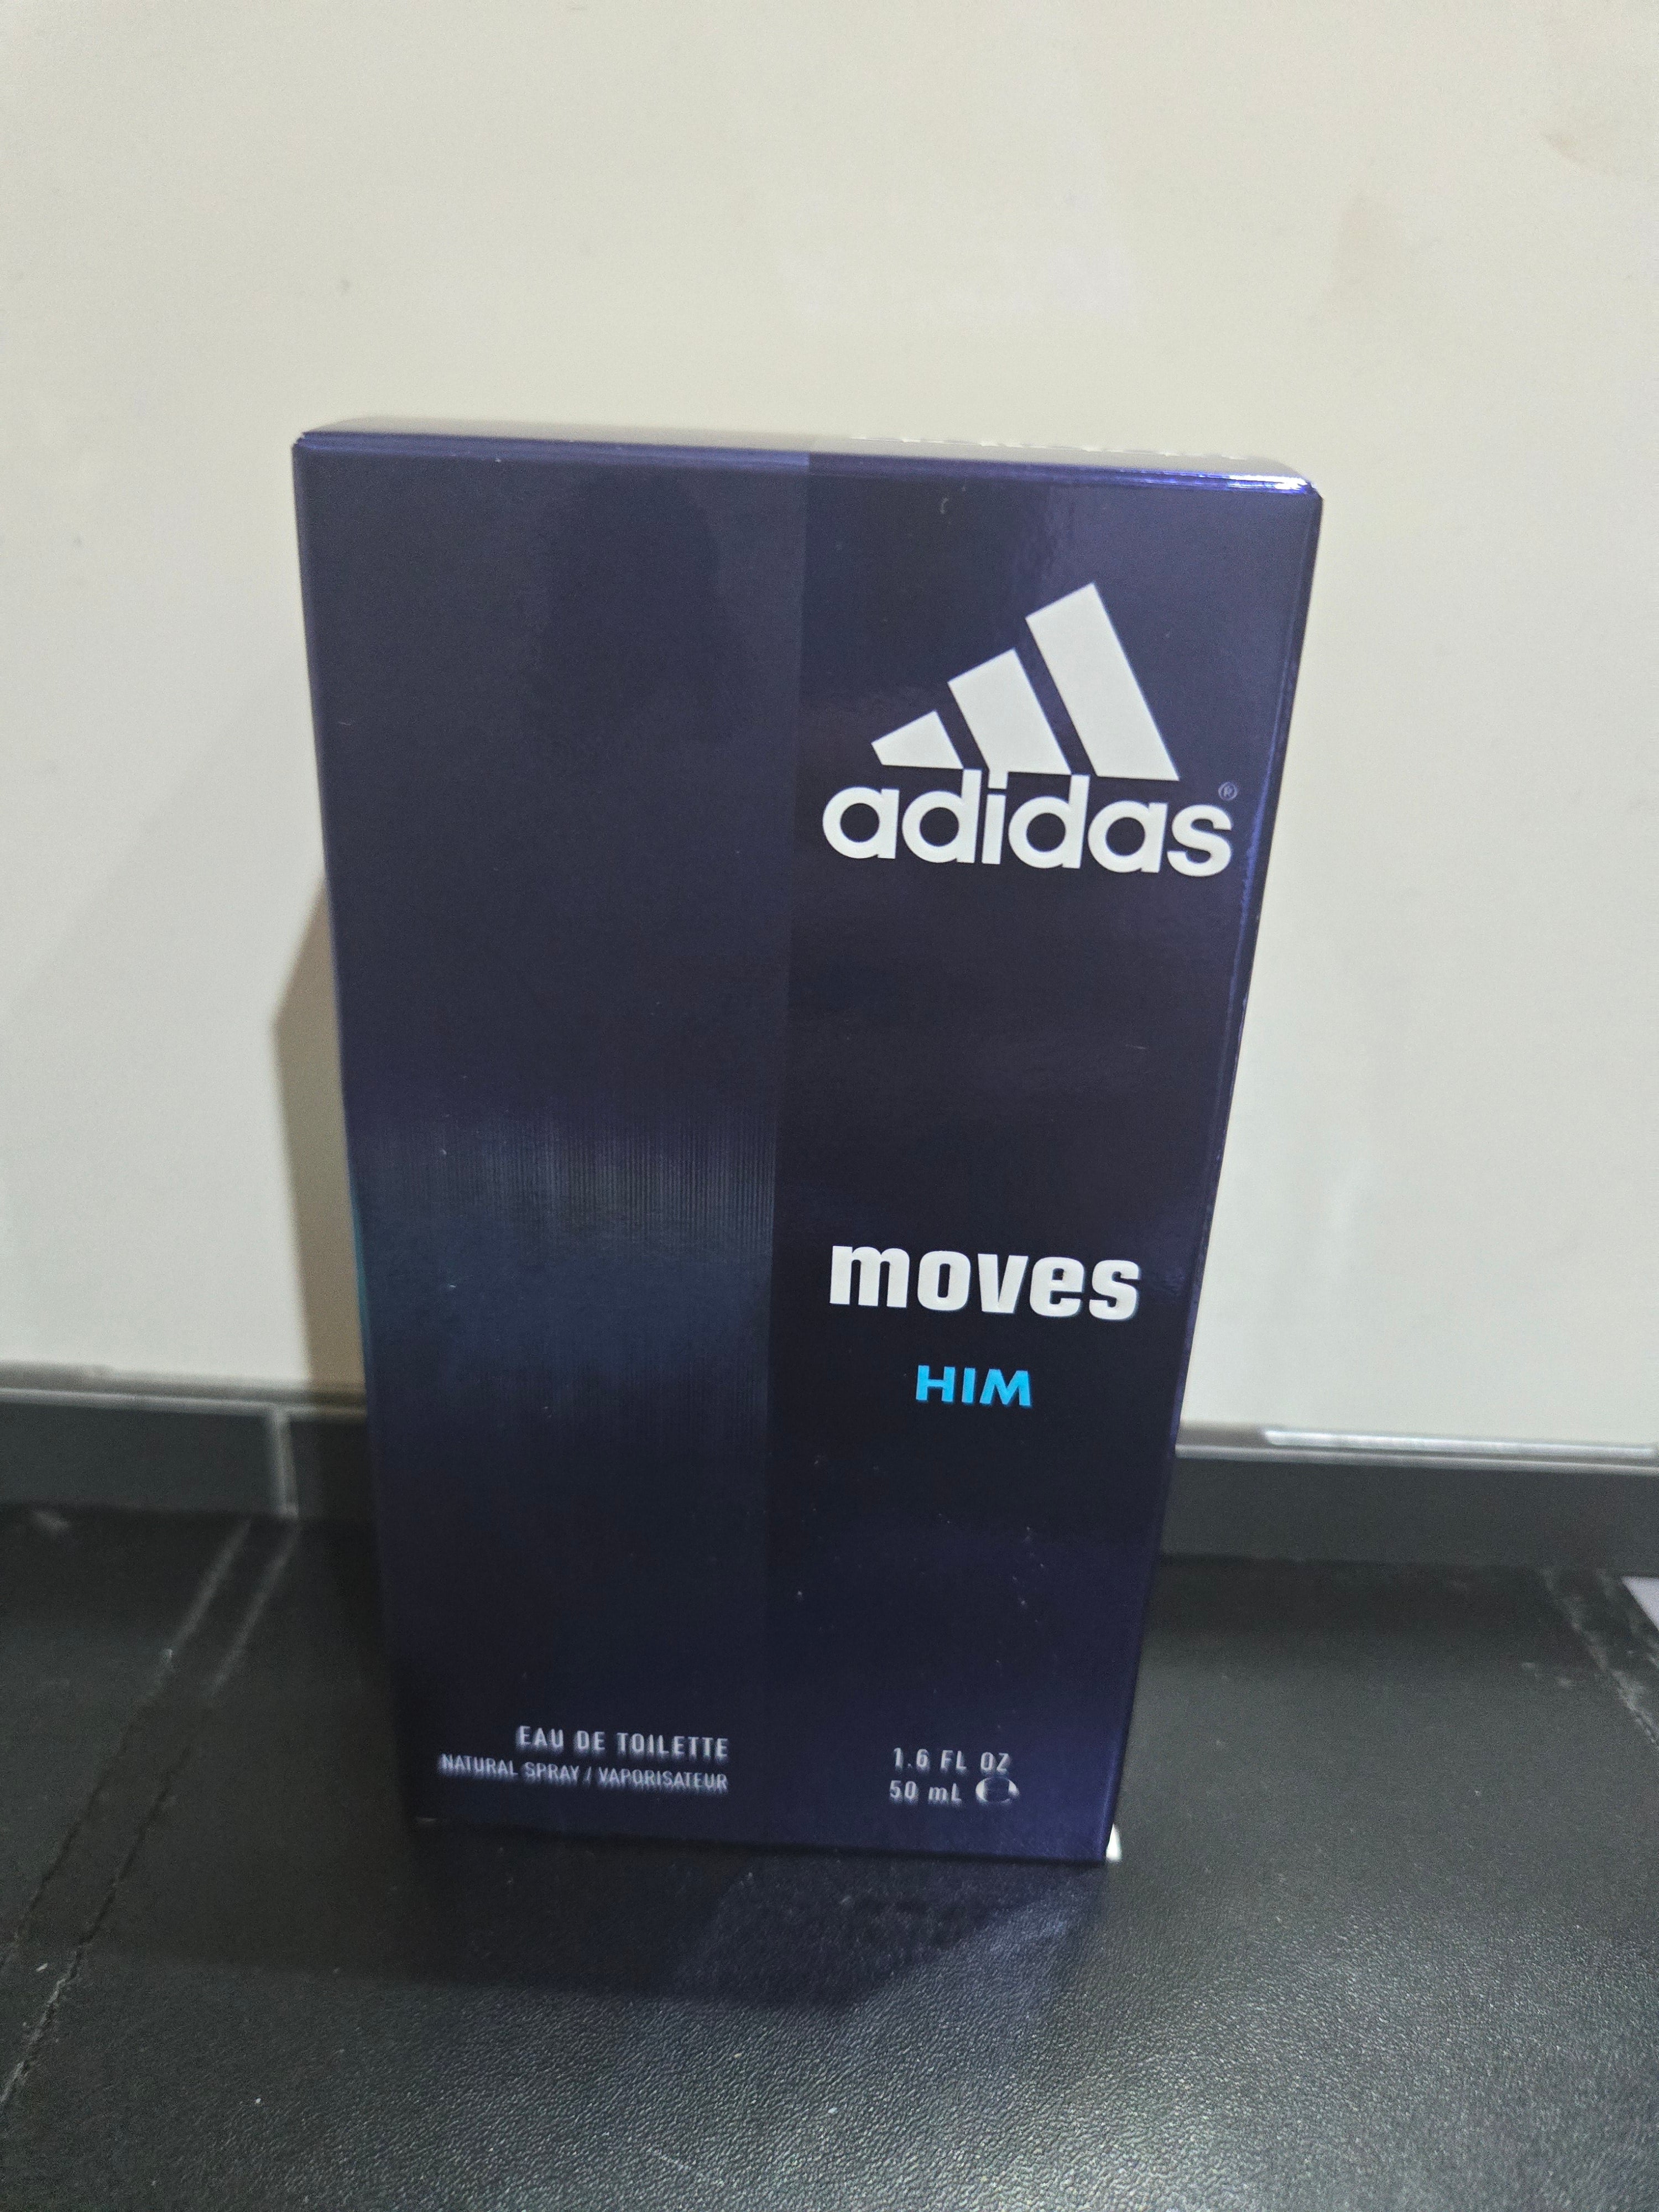 adidas®
moves
HIM
EAU DE TOILETTE
NATURAL SPRAY / VAPORISATEUR
1.6 FL OZ
50 mL ℮